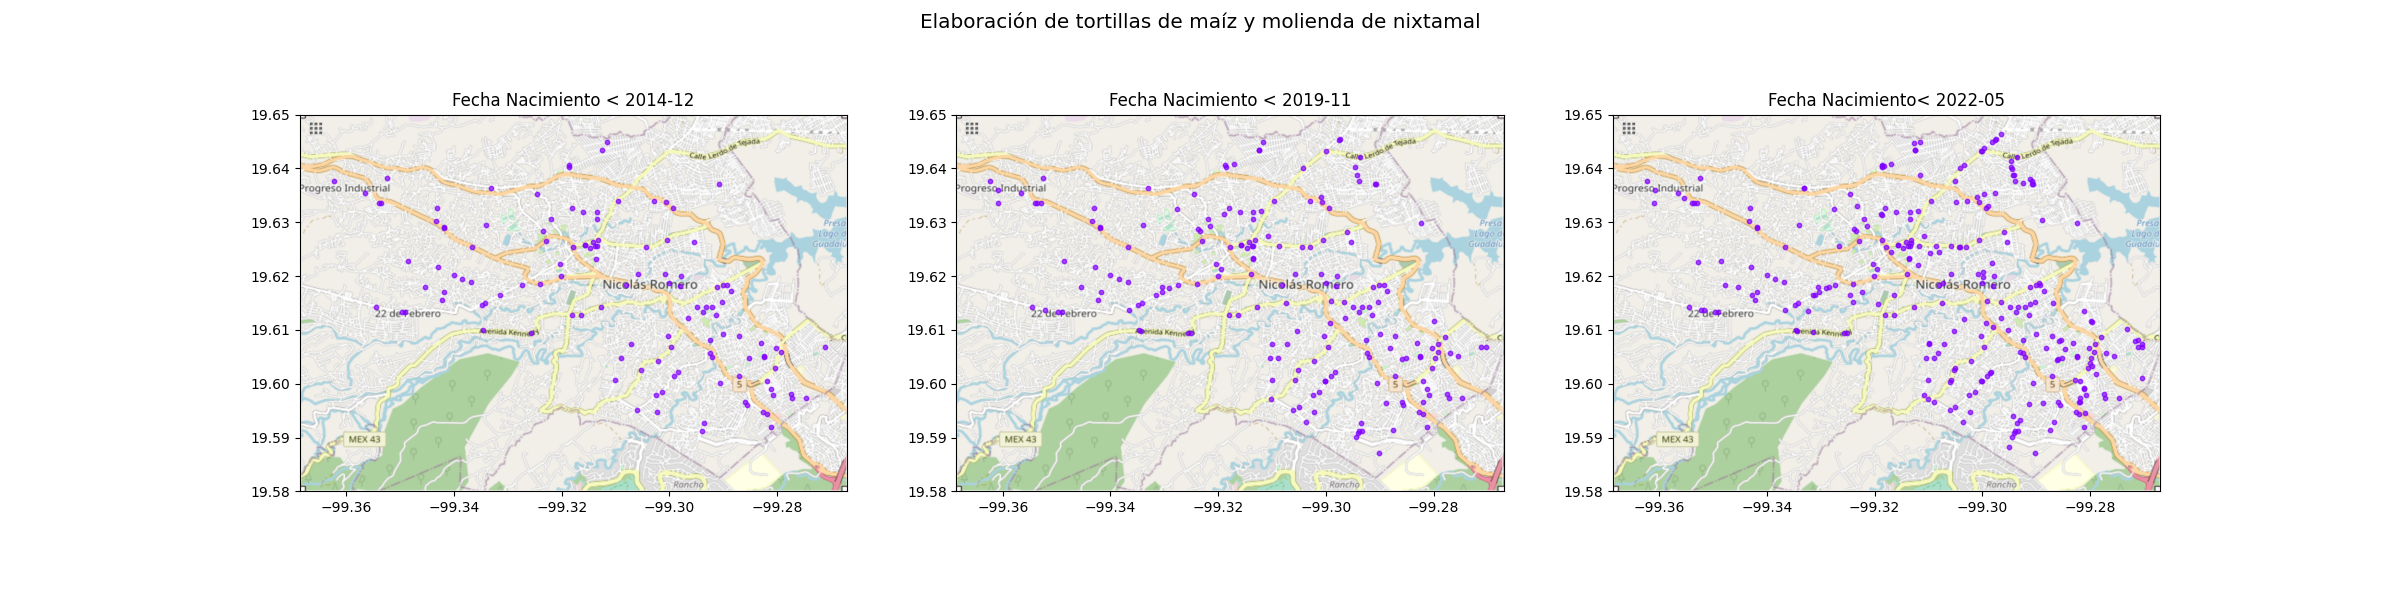 Elaboración de tortillas de maíz y molienda de nixtamal
Fecha Nacimiento < 2014-12
19.65
19.64
19.63
19.62
19.61
19.60
19.59
19.58
−99.36
−99.34
−99.32
−99.30
−99.28
Calle Lerdo de Tejada
Progreso Industrial
Presa
Lago de
Guadalu
Nicolás Romero
22 de Febrero
Avenida Kennedy
5
MEX 43
Rancho
Fecha Nacimiento < 2019-11
19.65
19.64
19.63
19.62
19.61
19.60
19.59
19.58
−99.36
−99.34
−99.32
−99.30
−99.28
Calle Lerdo de Tejada
Progreso Industrial
Presa
Lago de
Guadalu
Nicolás Romero
22 de Febrero
Avenida Kennedy
5
MEX 43
Rancho
Fecha Nacimiento< 2022-05
19.65
19.64
19.63
19.62
19.61
19.60
19.59
19.58
−99.36
−99.34
−99.32
−99.30
−99.28
Calle Lerdo de Tejada
Progreso Industrial
Presa
Lago de
Guadalu
Nicolás Romero
22 de Febrero
Avenida Kennedy
5
MEX 43
Rancho